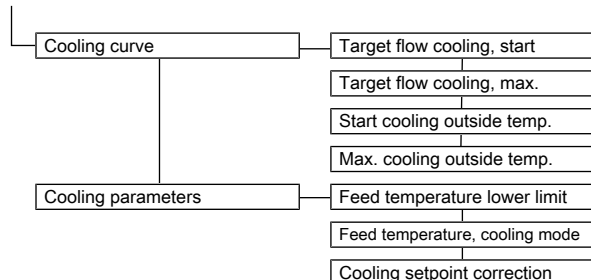 Cooling curve
Target flow cooling, start
Target flow cooling, max.
Start cooling outside temp.
Max. cooling outside temp.
Cooling parameters
Feed temperature lower limit
Feed temperature, cooling mode
Cooling setpoint correction